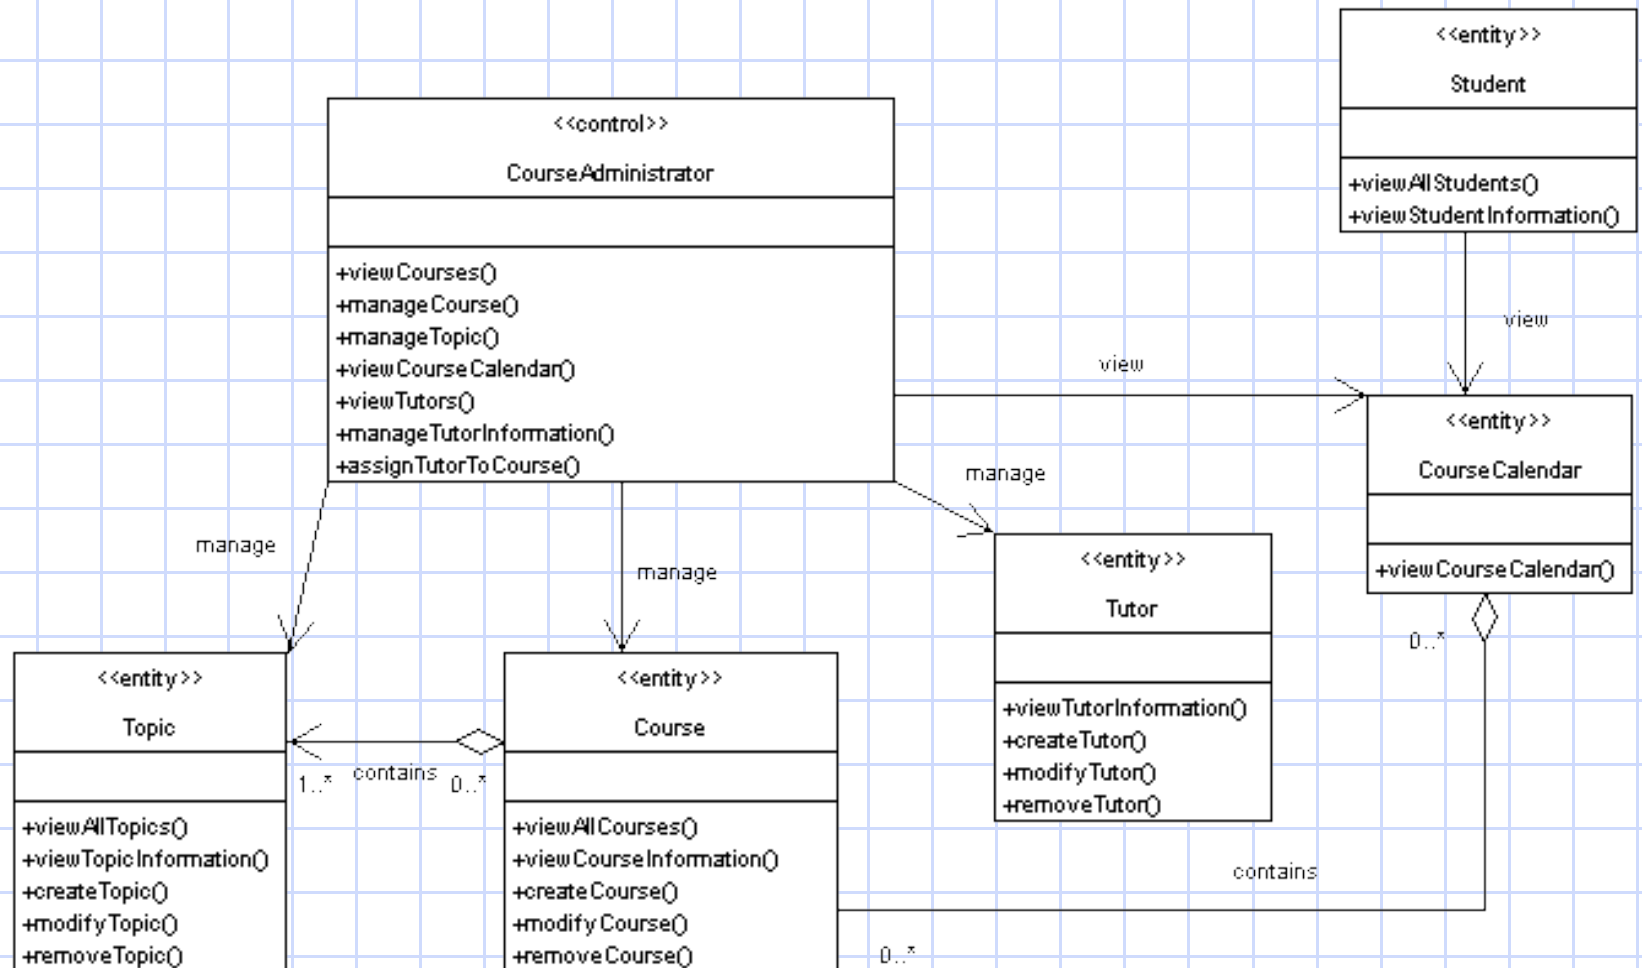 <<entity>>
Student
+viewAllStudents()
+viewStudentInformation()
<<control>>
CourseAdministrator
+viewCourses()
+manageCourse()
+manageTopic()
+viewCourseCalendar()
+viewTutors()
+manageTutorInformation()
+assignTutorToCourse()
view
view
<<entity>>
CourseCalendar
+viewCourseCalendar()
0..*
manage
manage
manage
<<entity>>
Tutor
+viewTutorInformation()
+createTutor()
+modifyTutor()
+removeTutor()
<<entity>>
Topic
+viewAllTopics()
+viewTopicInformation()
+createTopic()
+modifyTopic()
+removeTopic()
1..*
contains
0..*
<<entity>>
Course
+viewAllCourses()
+viewCourseInformation()
+createCourse()
+modifyCourse()
+removeCourse()
contains
0..*